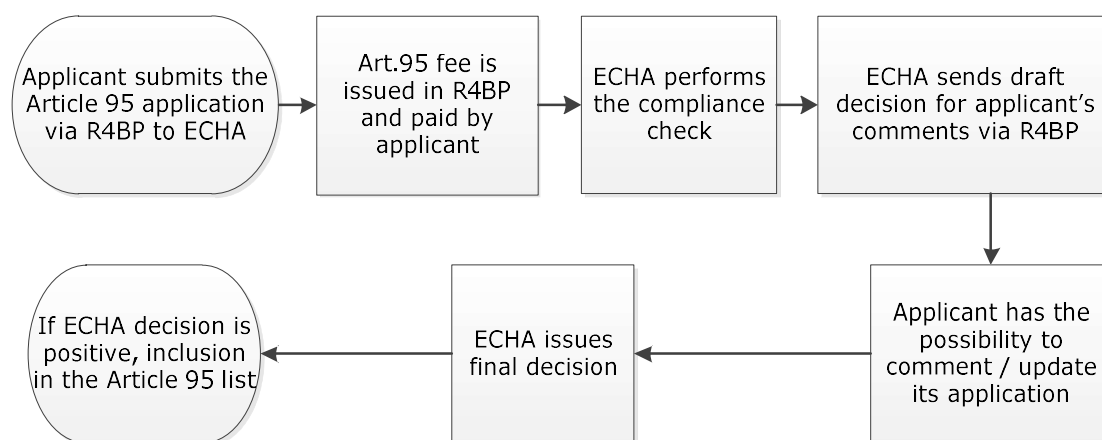 Applicant submits the
Article 95 application
via R4BP to ECHA
Art.95 fee is
issued in R4BP
and paid by
applicant
ECHA performs
the compliance
check
ECHA sends draft
decision for applicant’s
comments via R4BP
Applicant has the
possibility to
comment / update
its application
ECHA issues
final decision
If ECHA decision is
positive, inclusion
in the Article 95 list